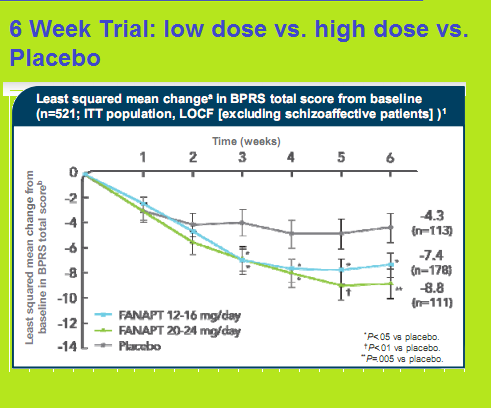 6 Week Trial: low dose vs. high dose vs.
Placebo
Least squared mean changeª in BPRS total score from baseline
(n=521; ITT population, LOCF [excluding schizoaffective patients] )¹
Time (weeks)
1 2 3 4 5 6
Least squared mean change from
baseline in BPRS total scoreᵇ
0
-2
-4
-6
-8
-10
-12
-14
-4.3
(n=113)
-7.4
(n=178)
-8.8
(n=111)
FANAPT 12-16 mg/day
FANAPT 20-24 mg/day
Placebo
*P<.05 vs placebo.
†P<.01 vs placebo.
**P=.005 vs placebo.